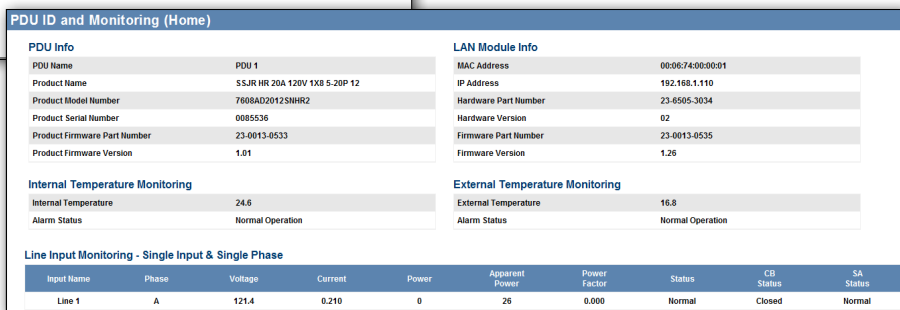 PDU ID and Monitoring (Home)
PDU Info
PDU Name PDU 1
Product Name SSJR HR 20A 120V 1X8 5-20P 12
Product Model Number 7608AD2012SNHR2
Product Serial Number 0085536
Product Firmware Part Number 23-0013-0533
Product Firmware Version 1.01
LAN Module Info
MAC Address 00:06:74:00:00:01
IP Address 192.168.1.110
Hardware Part Number 23-6505-3034
Hardware Version 02
Firmware Part Number 23-0013-0535
Firmware Version 1.26
Internal Temperature Monitoring
Internal Temperature 24.6
Alarm Status Normal Operation
External Temperature Monitoring
External Temperature 16.8
Alarm Status Normal Operation
Line Input Monitoring - Single Input & Single Phase
Input Name Phase Voltage Current Power Apparent Power Power Factor Status CB Status SA Status
Line 1 A 121.4 0.210 0 26 0.000 Normal Closed Normal